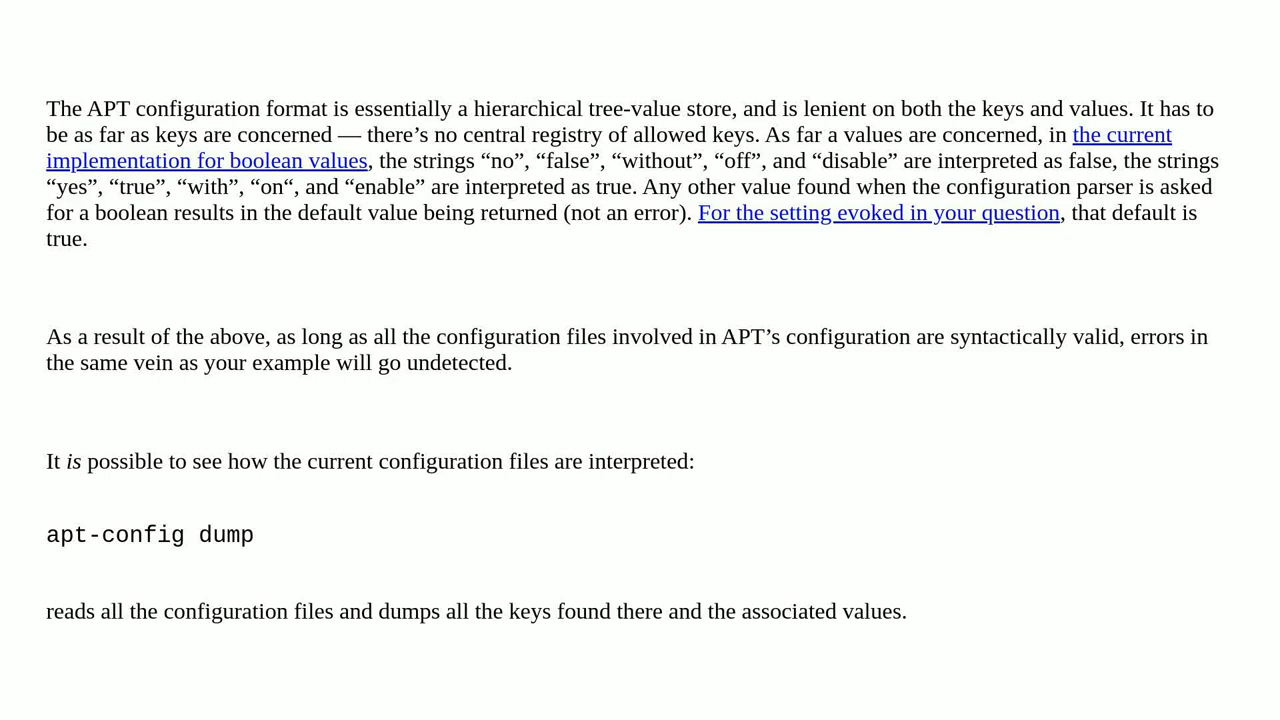 The APT configuration format is essentially a hierarchical tree-value store, and is lenient on both the keys and values. It has to
be as far as keys are concerned — there’s no central registry of allowed keys. As far a values are concerned, in the current
implementation for boolean values, the strings “no”, “false”, “without”, “off”, and “disable” are interpreted as false, the strings
“yes”, “true”, “with”, “on“, and “enable” are interpreted as true. Any other value found when the configuration parser is asked
for a boolean results in the default value being returned (not an error). For the setting evoked in your question, that default is
true.
As a result of the above, as long as all the configuration files involved in APT’s configuration are syntactically valid, errors in
the same vein as your example will go undetected.
It is possible to see how the current configuration files are interpreted:
apt-config dump
reads all the configuration files and dumps all the keys found there and the associated values.